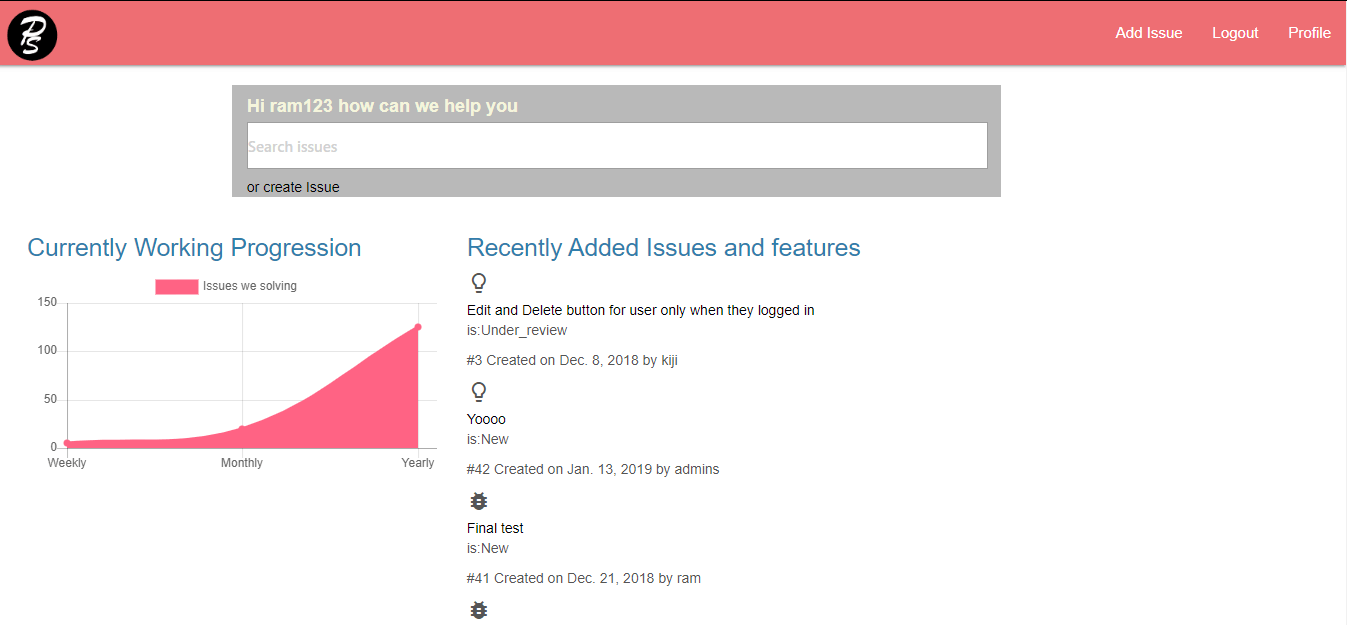 PS
Add Issue Logout Profile
Hi ram123 how can we help you
Search issues
or create Issue
Currently Working Progression
Issues we solving
150
100
50
0
Weekly Monthly Yearly
Recently Added Issues and features
Edit and Delete button for user only when they logged in
is:Under_review
#3 Created on Dec. 8, 2018 by kiji
Yoooo
is:New
#42 Created on Jan. 13, 2019 by admins
Final test
is:New
#41 Created on Dec. 21, 2018 by ram